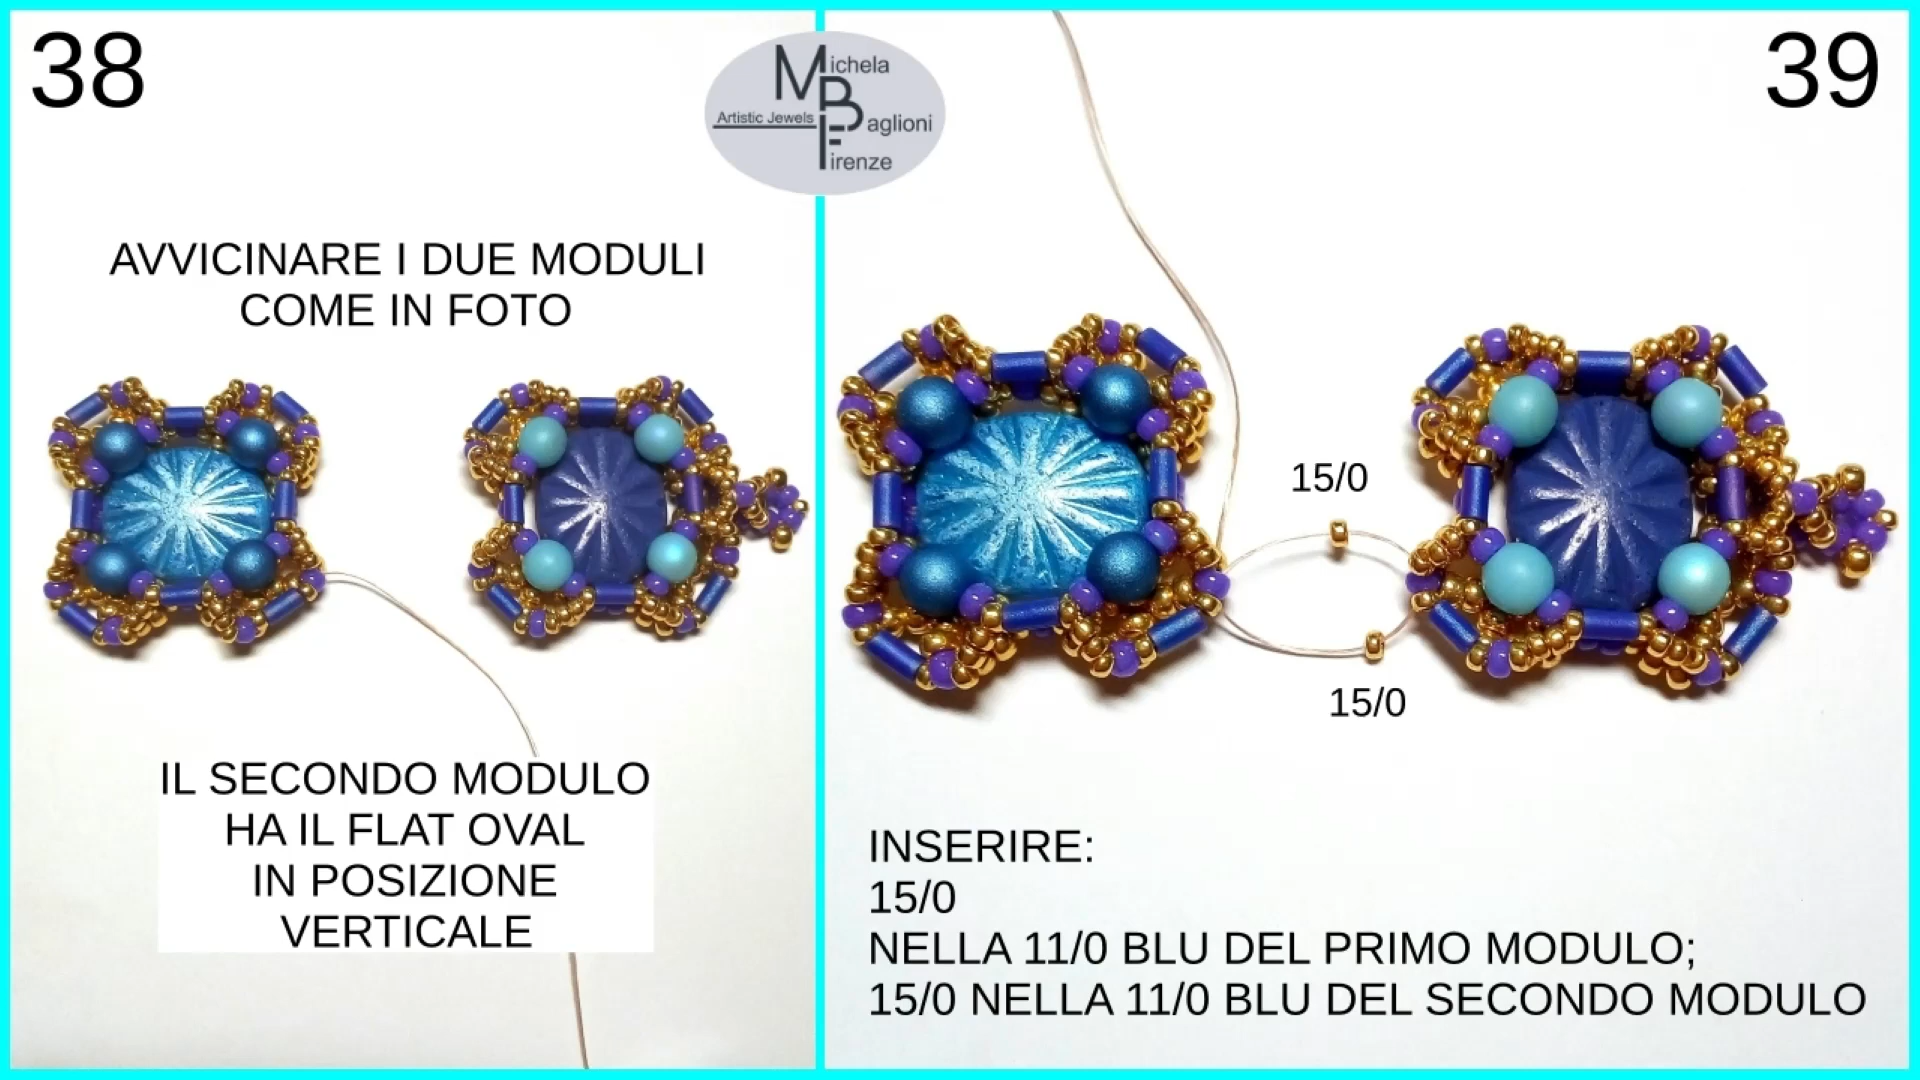 38
AVVICINARE I DUE MODULI
COME IN FOTO
IL SECONDO MODULO
HA IL FLAT OVAL
IN POSIZIONE
VERTICALE
Michela
Artistic Jewels
Baglioni
Firenze
39
15/0
15/0
INSERIRE:
15/0
NELLA 11/0 BLU DEL PRIMO MODULO;
15/0 NELLA 11/0 BLU DEL SECONDO MODULO